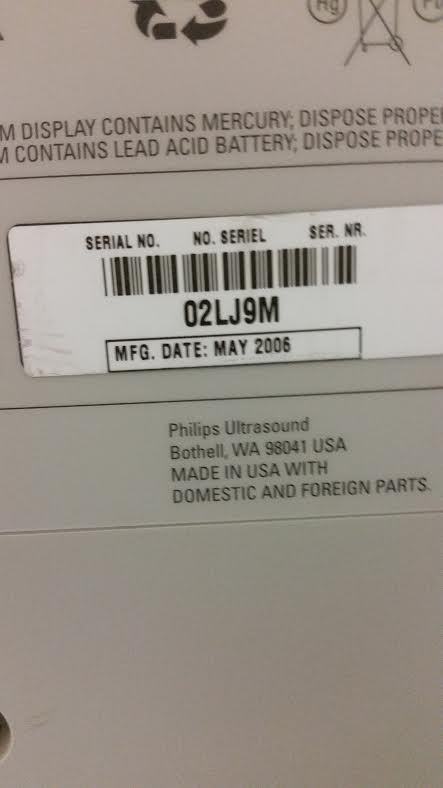 Hg
M DISPLAY CONTAINS MERCURY; DISPOSE PROPE
M CONTAINS LEAD ACID BATTERY; DISPOSE PROPE
SERIAL NO. NO. SERIEL SER. NR.
02LJ9M
MFG. DATE: MAY 2006
Philips Ultrasound
Bothell, WA 98041 USA
MADE IN USA WITH
DOMESTIC AND FOREIGN PARTS.